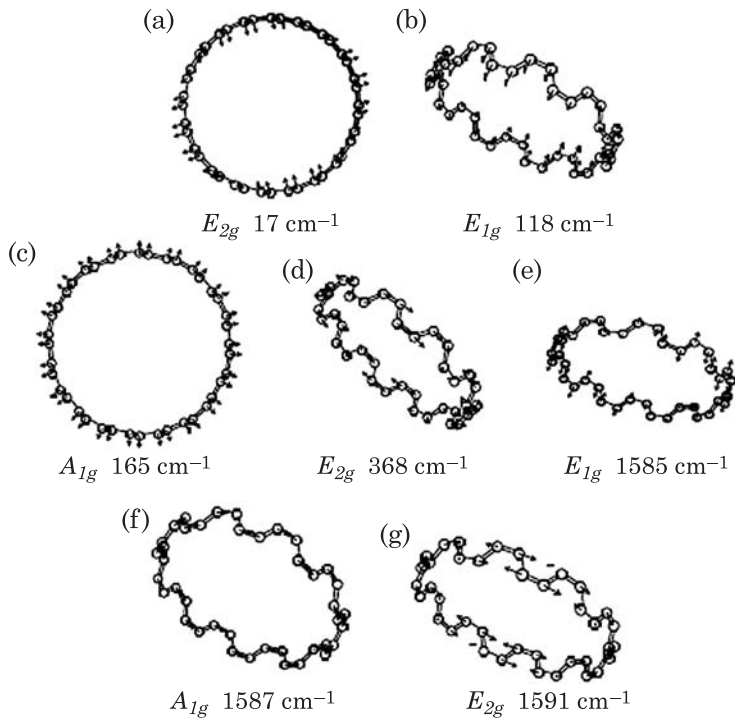 (a)
(b)
E2g 17 cm–1
E1g 118 cm–1
(c)
(d)
(e)
A1g 165 cm–1
E2g 368 cm–1
E1g 1585 cm–1
(f)
(g)
A1g 1587 cm–1
E2g 1591 cm–1